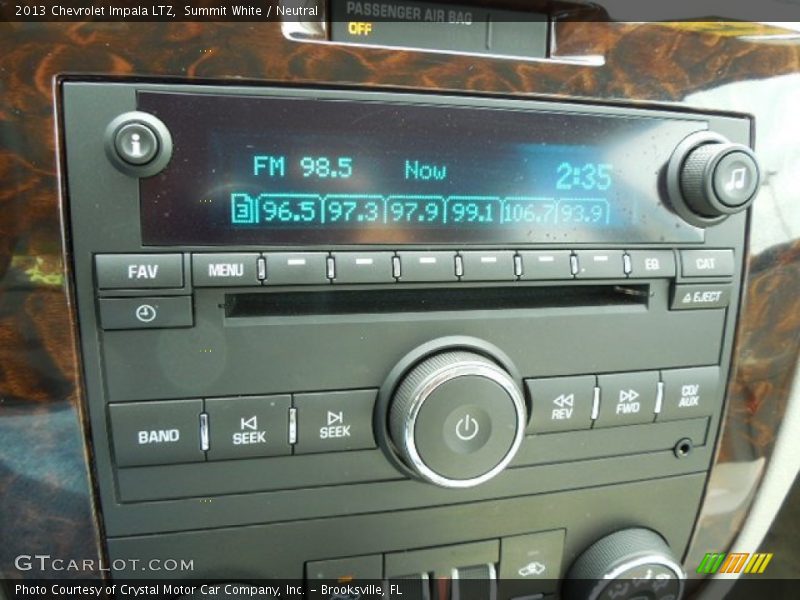 2013 Chevrolet Impala LTZ,  Summit White / Neutral
PASSENGER AIR BAG
OFF
i
FM 98.5 Now 2:35
3 96.5 97.3 97.9 99.1 106.7 93.9
FAV MENU EQ CAT
EJECT
BAND SEEK SEEK REV FWD CD/
AUX
GTCARLOT.COM
Photo Courtesy of Crystal Motor Car Company, Inc. – Brooksville, FL